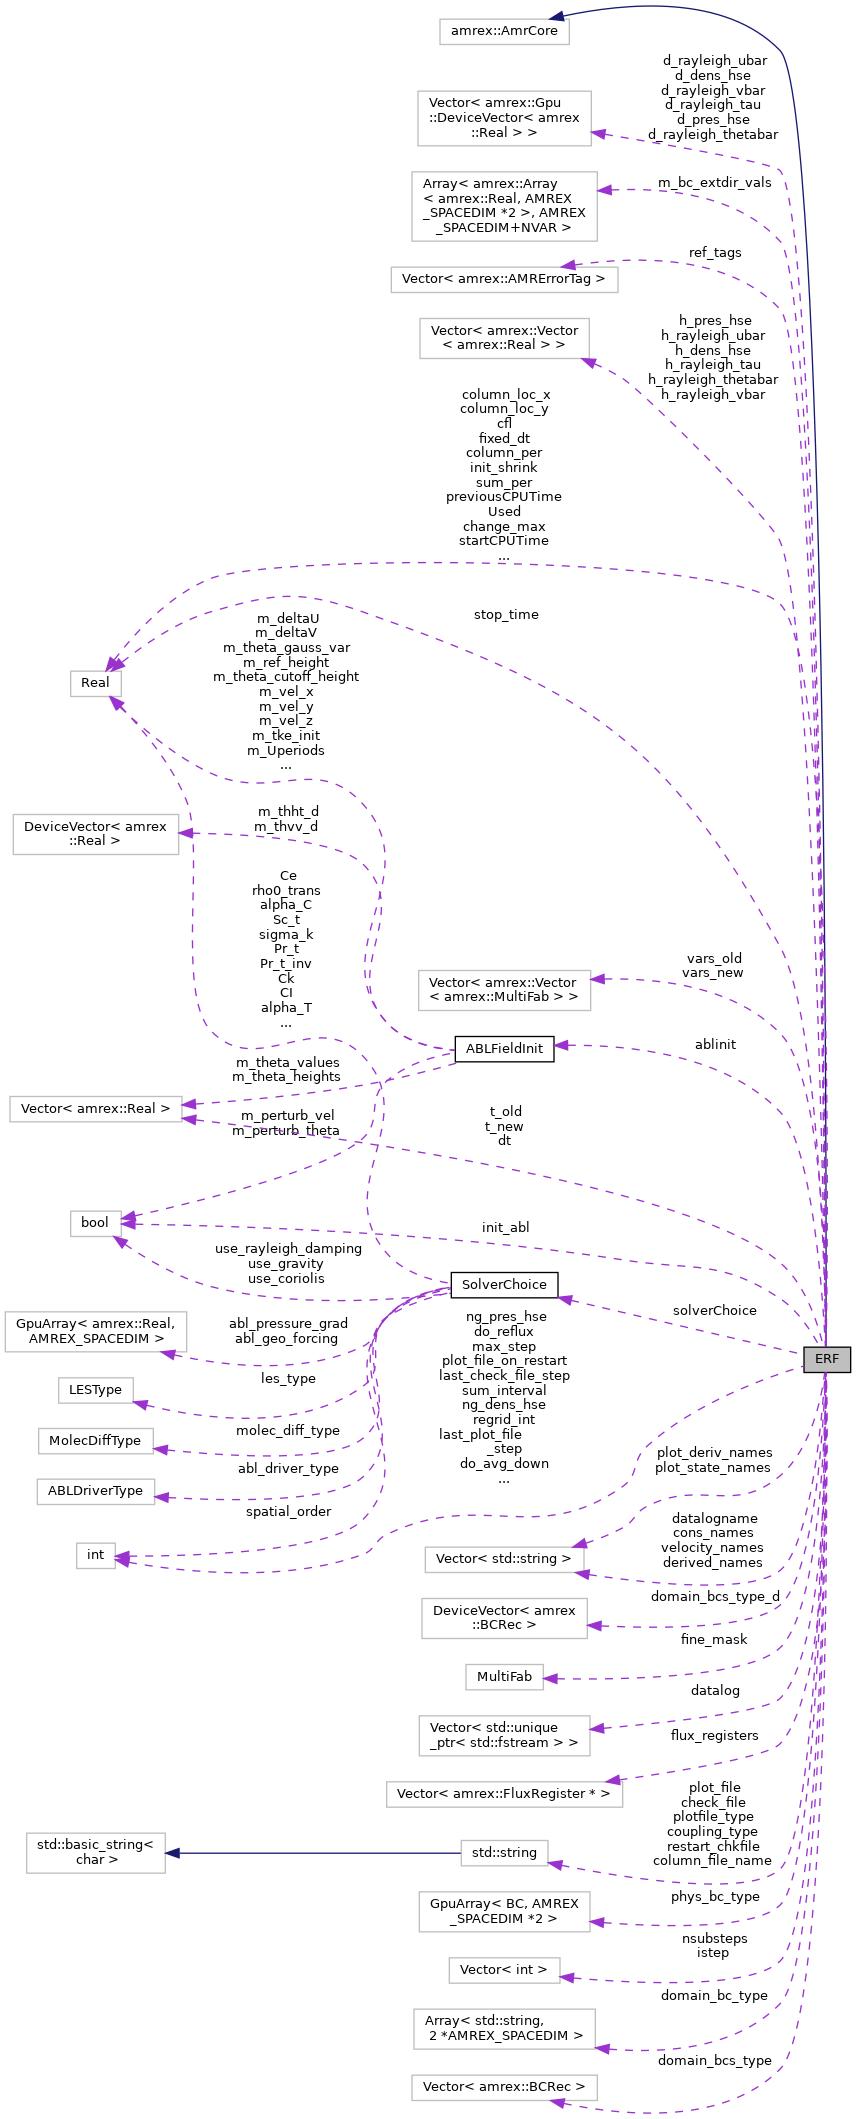 amrex::AmrCore
d_rayleigh_ubar
d_dens_hse
d_rayleigh_vbar
d_rayleigh_tau
d_pres_hse
d_rayleigh_thetabar
Vector< amrex::Gpu
::DeviceVector< amrex
::Real > >
Array< amrex::Array
< amrex::Real, AMREX
_SPACEDIM *2 >, AMREX
_SPACEDIM+NVAR >
m_bc_extdir_vals
ref_tags
Vector< amrex::AMRErrorTag >
h_pres_hse
h_rayleigh_ubar
h_dens_hse
h_rayleigh_tau
h_rayleigh_thetabar
h_rayleigh_vbar
Vector< amrex::Vector
< amrex::Real > >
column_loc_x
column_loc_y
cfl
fixed_dt
column_per
init_shrink
sum_per
previousCPUTime
Used
change_max
startCPUTime
...
stop_time
m_deltaU
m_deltaV
m_theta_gauss_var
m_ref_height
m_theta_cutoff_height
m_vel_x
m_vel_y
m_vel_z
m_tke_init
m_Uperiods
...
Real
DeviceVector< amrex
::Real >
m_thht_d
m_thvv_d
Ce
rho0_trans
alpha_C
Sc_t
sigma_k
Pr_t
Pr_t_inv
Ck
CI
alpha_T
...
vars_old
vars_new
Vector< amrex::Vector
< amrex::MultiFab > >
ABLFieldInit
ablinit
m_theta_values
m_theta_heights
Vector< amrex::Real >
m_perturb_vel
m_perturb_theta
t_old
t_new
dt
bool
init_abl
use_rayleigh_damping
use_gravity
use_coriolis
SolverChoice
solverChoice
GpuArray< amrex::Real,
AMREX_SPACEDIM >
abl_pressure_grad
abl_geo_forcing
ng_pres_hse
do_reflux
max_step
plot_file_on_restart
last_check_file_step
sum_interval
ng_dens_hse
regrid_int
last_plot_file
_step
do_avg_down
...
ERF
les_type
LESType
molec_diff_type
MolecDiffType
abl_driver_type
ABLDriverType
spatial_order
int
plot_deriv_names
plot_state_names
datalogname
cons_names
velocity_names
derived_names
Vector< std::string >
DeviceVector< amrex
::BCRec >
domain_bcs_type_d
fine_mask
MultiFab
datalog
Vector< std::unique
_ptr< std::fstream > >
flux_registers
Vector< amrex::FluxRegister * >
plot_file
check_file
plotfile_type
coupling_type
restart_chkfile
column_file_name
std::basic_string<
char >
std::string
GpuArray< BC, AMREX
_SPACEDIM *2 >
phys_bc_type
nsubsteps
istep
Vector< int >
domain_bc_type
Array< std::string,
2 *AMREX_SPACEDIM >
domain_bcs_type
Vector< amrex::BCRec >